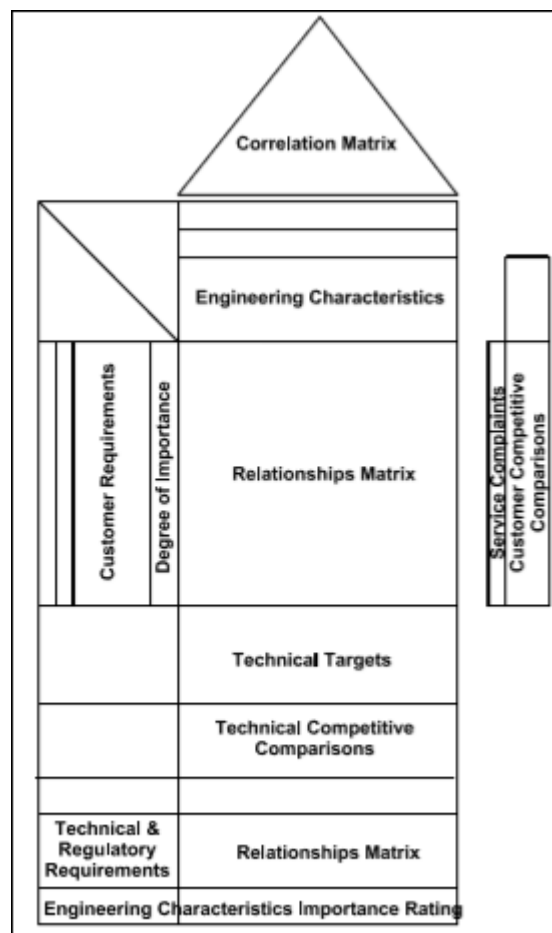 Correlation Matrix
Engineering Characteristics
Customer Requirements
Degree of Importance
Relationships Matrix
Service Complaints
Customer Competitive
Comparisons
Technical Targets
Technical Competitive
Comparisons
Technical &
Regulatory
Requirements
Relationships Matrix
Engineering Characteristics Importance Rating